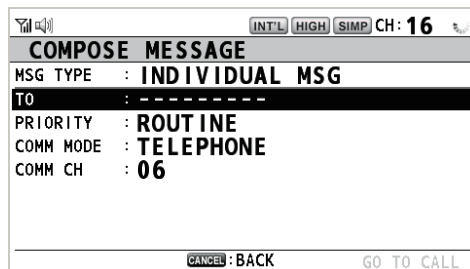 INT'L HIGH SIMP CH: 16
COMPOSE MESSAGE
MSG TYPE : INDIVIDUAL MSG
TO : ---------
PRIORITY : ROUTINE
COMM MODE : TELEPHONE
COMM CH : 06
CANCEL : BACK GO TO CALL